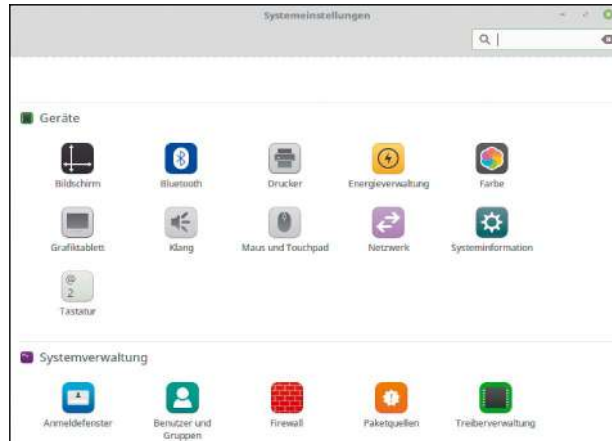 Systemeinstellungen
Geräte
Bildschirm
Bluetooth
Drucker
Energieverwaltung
Farbe
Grafiktablett
Klang
Maus und Touchpad
Netzwerk
Systeminformation
@
2
Tastatur
Systemverwaltung
Anmeldefenster
Benutzer und
Gruppen
Firewall
Paketquellen
Treiberverwaltung